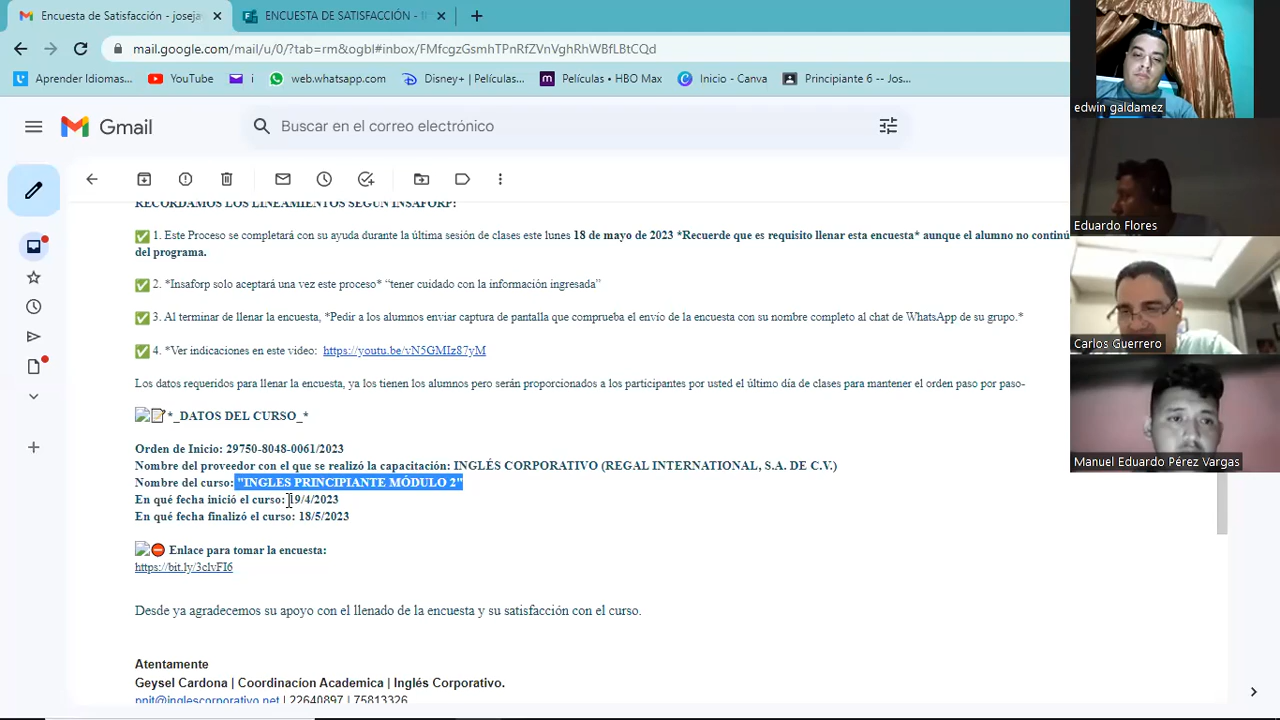 Encuesta de Satisfacción - joseja
ENCUESTA DE SATISFACCIÓN - 
mail.google.com/mail/u/0/?tab=rm&ogbl#inbox/FMfcgzGsmhTPnRfZVnVghRhWBfLBtCQd
Aprender Idiomas... YouTube i web.whatsapp.com Disney+ | Películas... Películas • HBO Max Inicio - Canva Principiante 6 -- Jos...
Gmail
Buscar en el correo electrónico
RECORDAMOS LOS LINEAMIENTOS SEGÚN INSAFORP:
✅ 1. Este Proceso se completará con su ayuda durante la última sesión de clases este lunes 18 de mayo de 2023 *Recuerde que es requisito llenar esta encuesta* aunque el alumno no continú
del programa.
✅ 2. *Insaforp solo aceptará una vez este proceso* “tener cuidado con la información ingresada”
✅ 3. Al terminar de llenar la encuesta, *Pedir a los alumnos enviar captura de pantalla que comprueba el envío de la encuesta con su nombre completo al chat de WhatsApp de su grupo.*
✅ 4. *Ver indicaciones en este video: https://youtu.be/vN5GMIz87yM
Los datos requeridos para llenar la encuesta, ya los tienen los alumnos pero serán proporcionados a los participantes por usted el último día de clases para mantener el orden paso por paso-
*_DATOS DEL CURSO_*
Orden de Inicio: 29750-8048-0061/2023
Nombre del proveedor con el que se realizó la capacitación: INGLÉS CORPORATIVO (REGAL INTERNATIONAL, S.A. DE C.V.)
Nombre del curso: "INGLES PRINCIPIANTE MÓDULO 2"
En qué fecha inició el curso: 19/4/2023
En qué fecha finalizó el curso: 18/5/2023
Enlace para tomar la encuesta:
https://bit.ly/3clvFI6
Desde ya agradecemos su apoyo con el llenado de la encuesta y su satisfacción con el curso.
Atentamente
Geysel Cardona | Coordinacíon Academica | Inglés Corporativo.
pnit@inglescorporativo.net | 22640897 | 75813326
edwin galdamez
Eduardo Flores
Carlos Guerrero
Manuel Eduardo Pérez Vargas